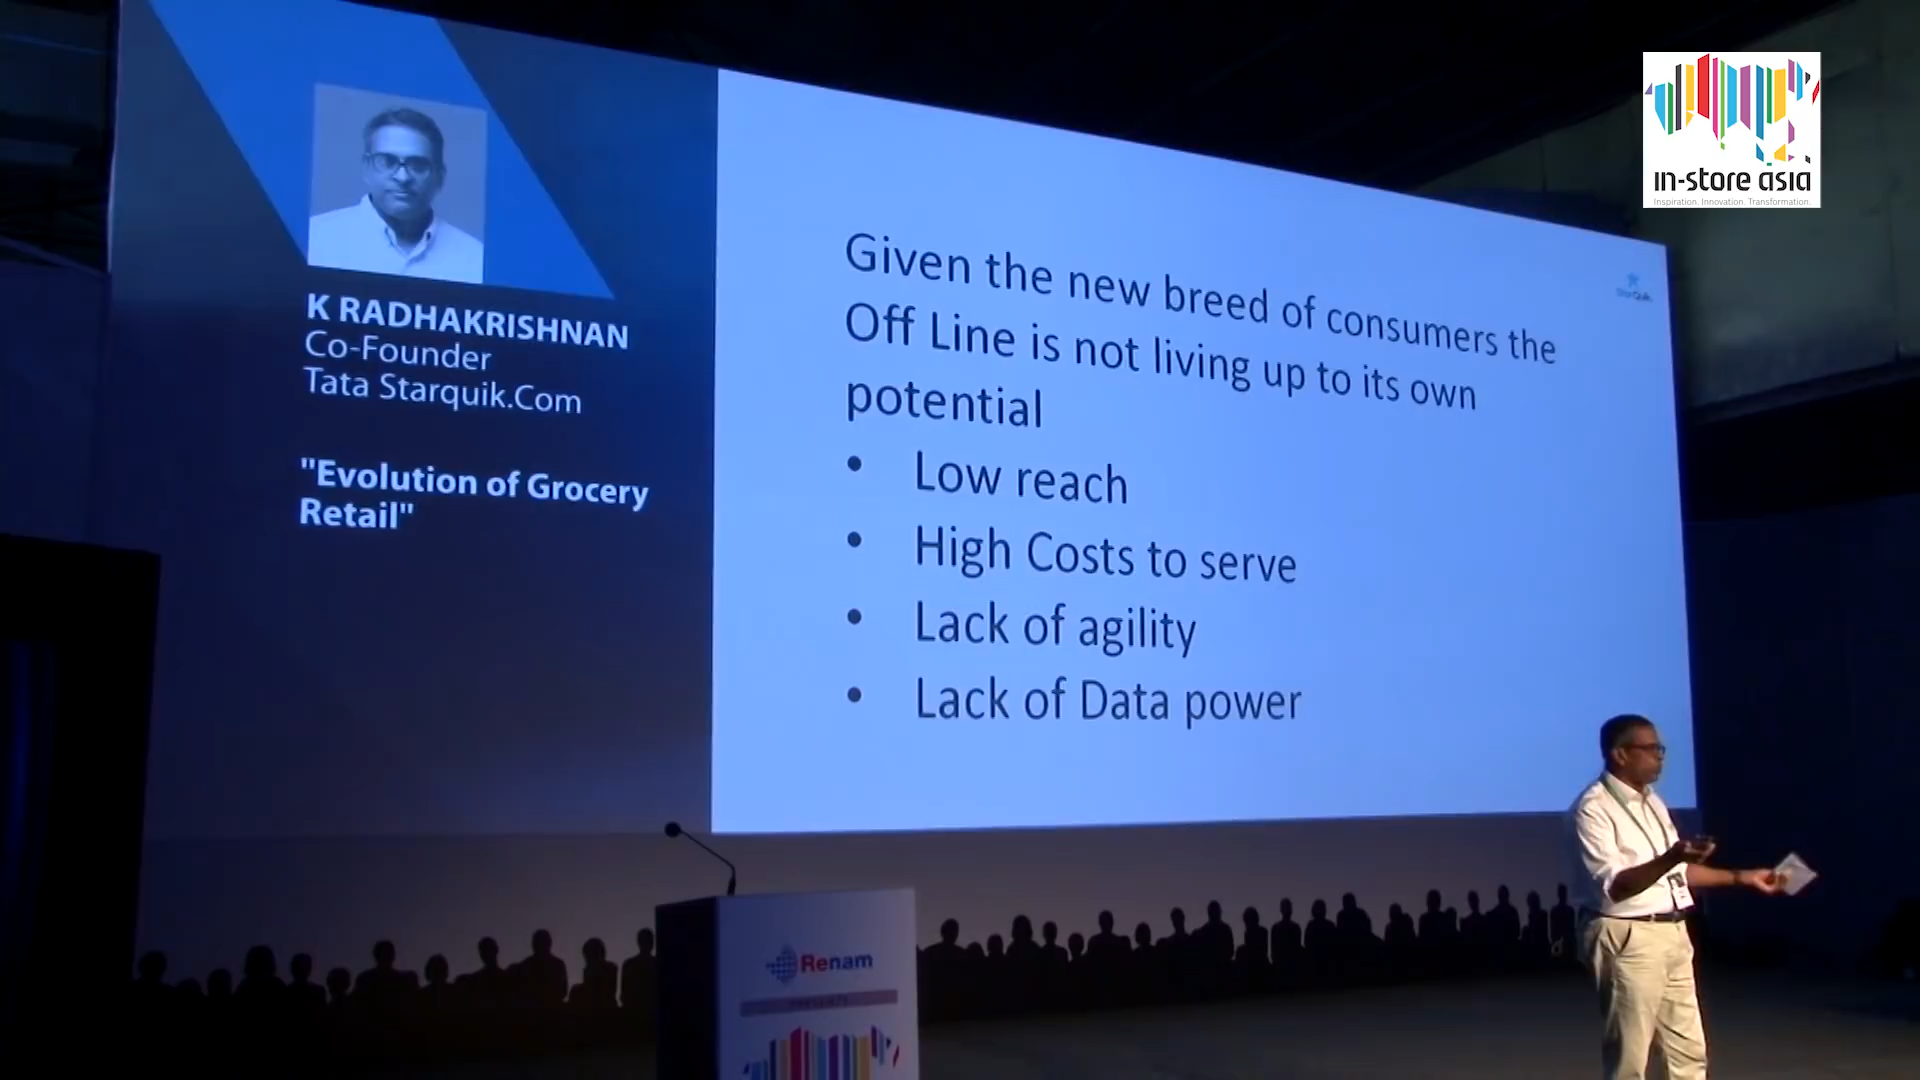 K RADHAKRISHNAN
Co-Founder
Tata Starquik.Com
"Evolution of Grocery
Retail"
Given the new breed of consumers the
Off Line is not living up to its own
potential
• Low reach
• High Costs to serve
• Lack of agility
• Lack of Data power
StarQuik
in-store asia
Inspiration. Innovation. Transformation.
Renam